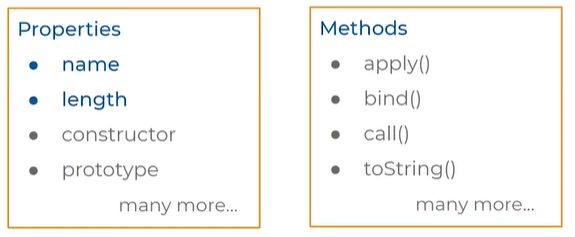 Properties
● name
● length
● constructor
● prototype
many more...
Methods
● apply()
● bind()
● call()
● toString()
many more...